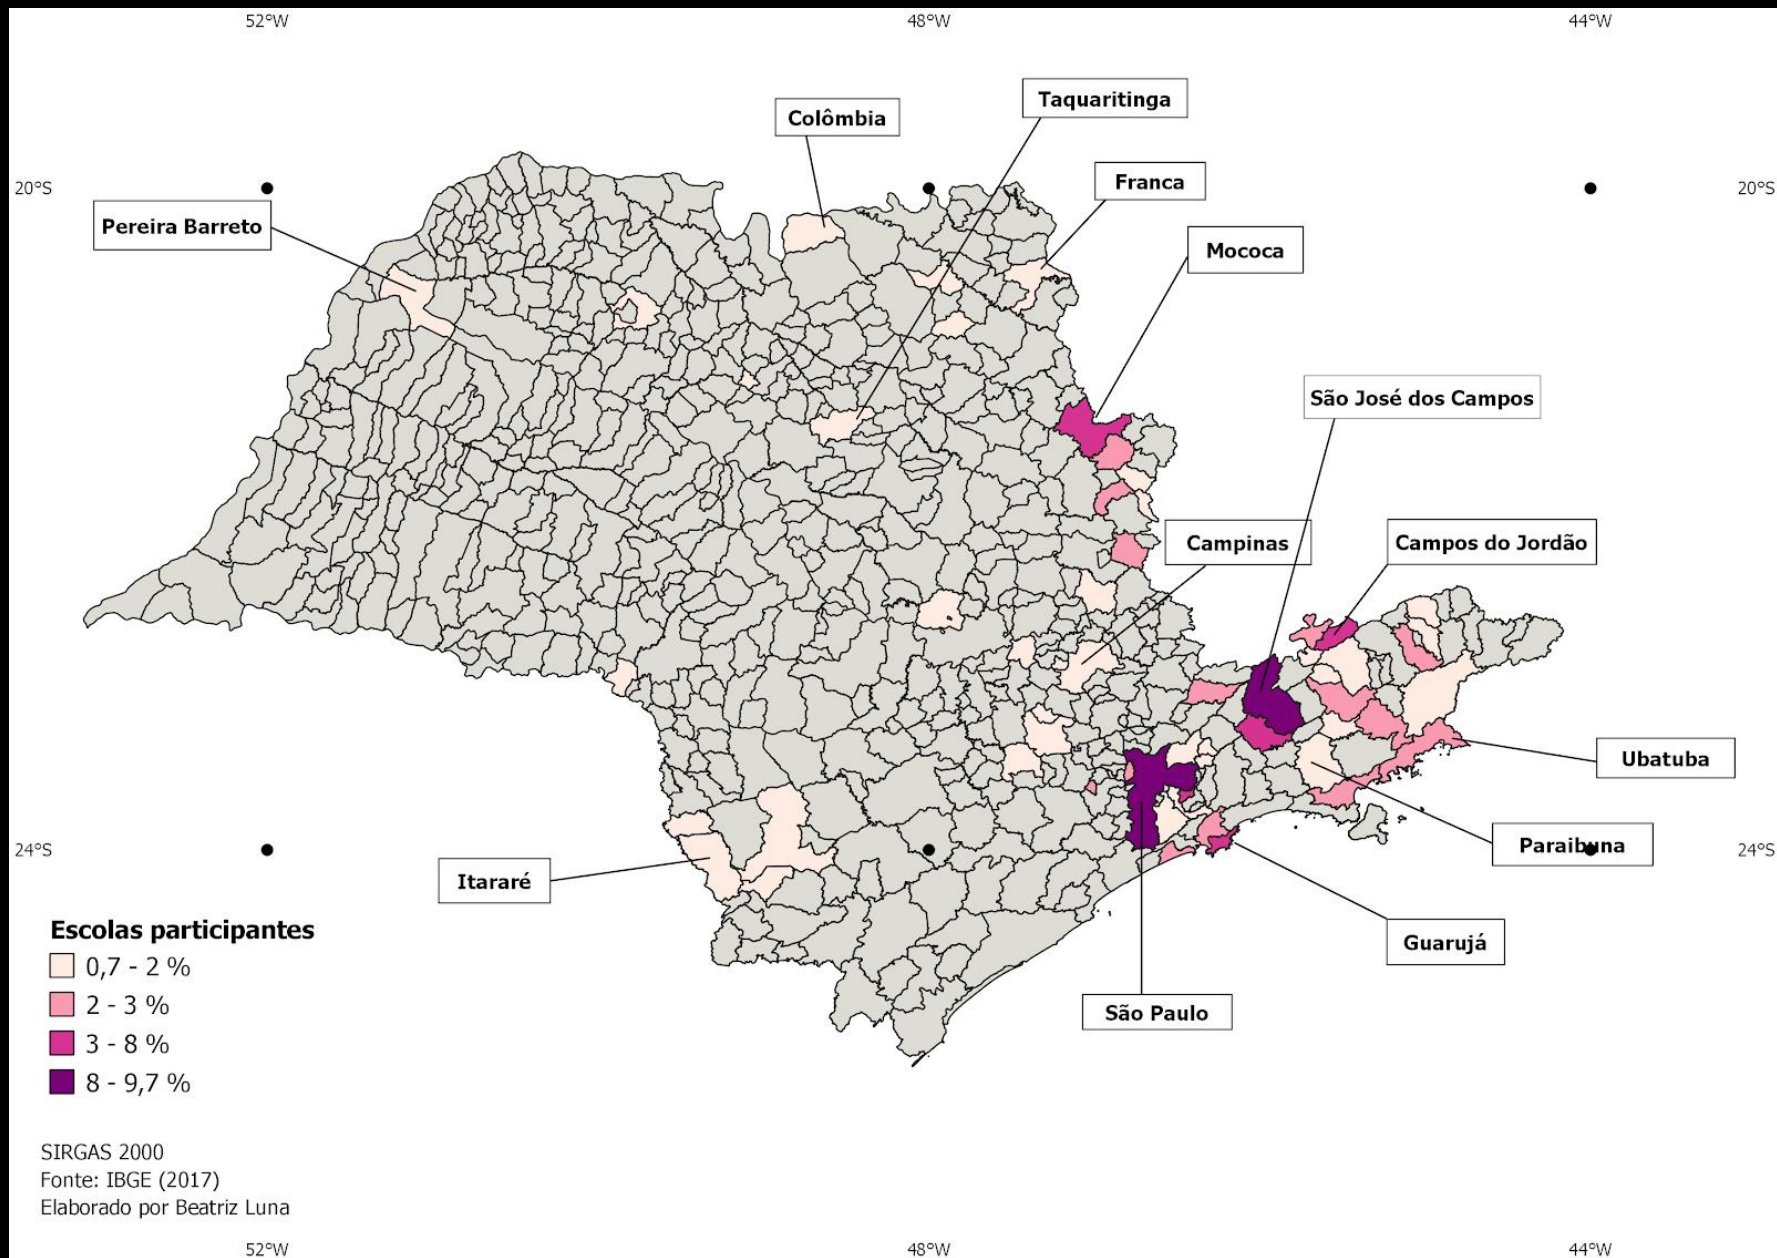 52°W
48°W
44°W
Taquaritinga
Colômbia
Franca
20°S
20°S
Pereira Barreto
Mococa
São José dos Campos
Campinas
Campos do Jordão
Ubatuba
Paraibuna
24°S
24°S
Itararé
Guarujá
São Paulo
Escolas participantes
0,7 - 2 %
2 - 3 %
3 - 8 %
8 - 9,7 %
SIRGAS 2000
Fonte: IBGE (2017)
Elaborado por Beatriz Luna
52°W
48°W
44°W